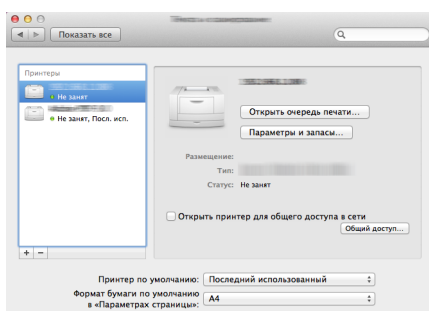 Показать все
Принтеры
Не занят
Не занят, Посл. исп.
Открыть очередь печати...
Параметры и запасы...
Размещение:
Тип:
Статус: Не занят
Открыть принтер для общего доступа в сети
Общий доступ...
+ −
Принтер по умолчанию: Последний использованный
Формат бумаги по умолчанию
в «Параметрах страницы»: A4